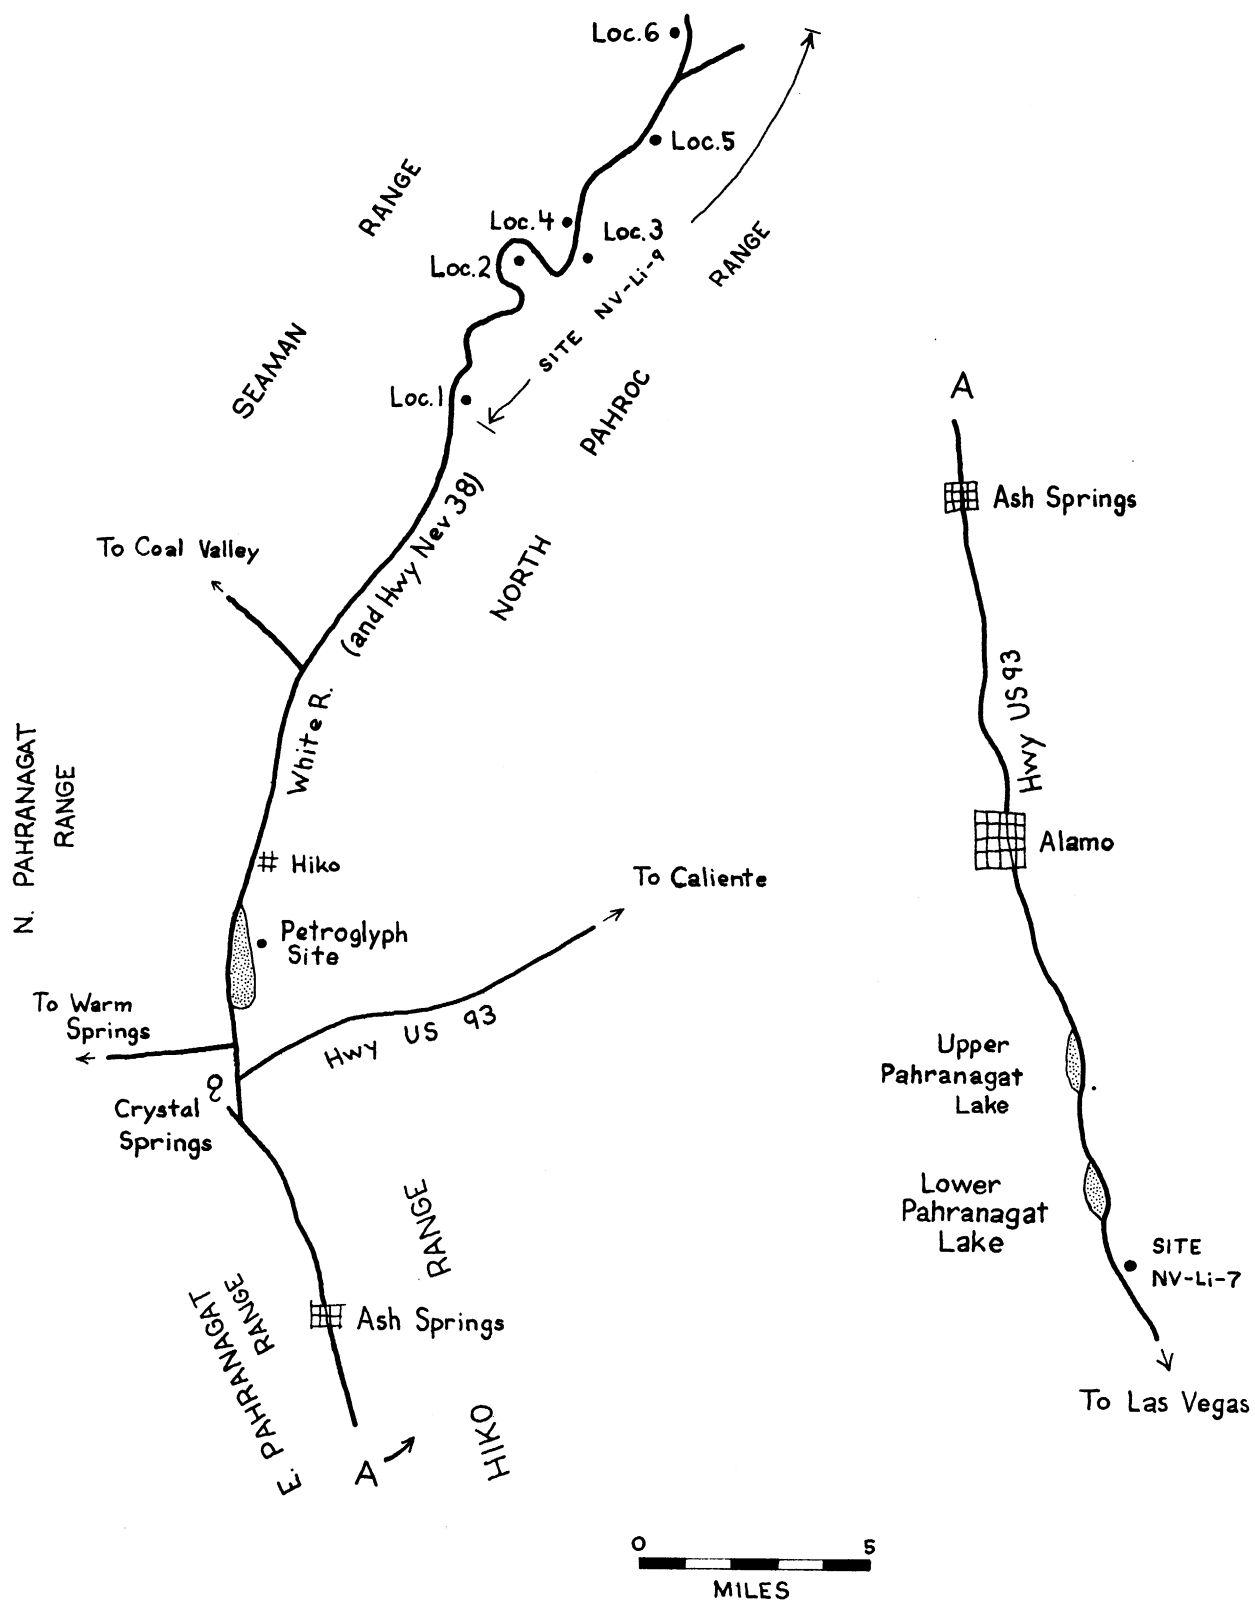 Loc.6
Loc.5
Loc.4
Loc.3
Loc.2
Loc.1
SITE NV-Li-9
SEAMAN RANGE
NORTH PAHROC RANGE
(and Hwy Nev 38)
To Coal Valley
White R.
N. PAHRANAGAT
RANGE
# Hiko
Petroglyph
Site
To Caliente
To Warm
Springs
Hwy US 93
Crystal
Springs
E. PAHRANAGAT
RANGE
HIKO RANGE
Ash Springs
A
A
Ash Springs
Hwy US 93
Alamo
Upper
Pahranagat
Lake
Lower
Pahranagat
Lake
SITE
NV-Li-7
To Las Vegas
0 5
MILES